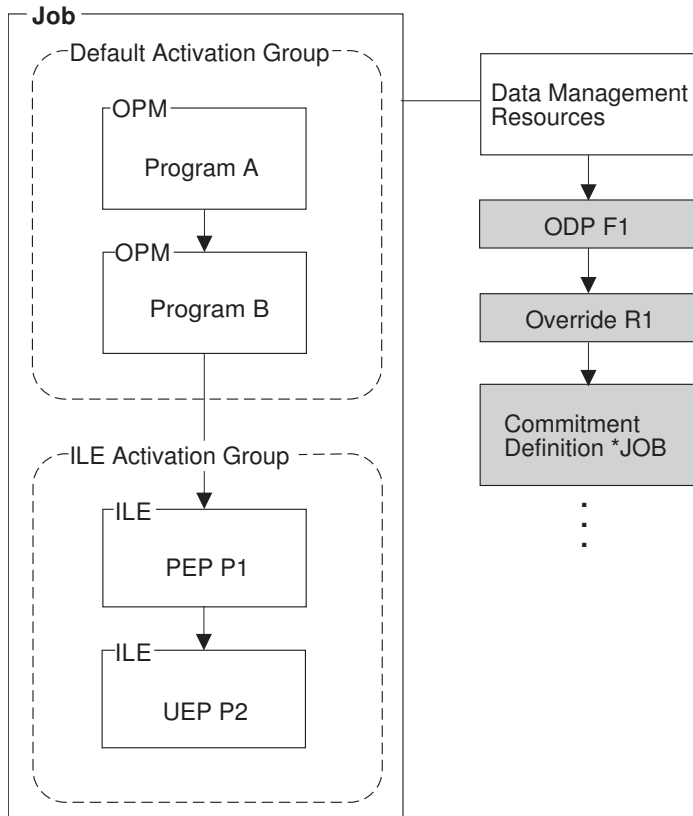 Job
Default Activation Group
OPM
Program A
OPM
Program B
ILE Activation Group
ILE
PEP P1
ILE
UEP P2
Data Management
Resources
ODP F1
Override R1
Commitment
Definition *JOB
.
.
.